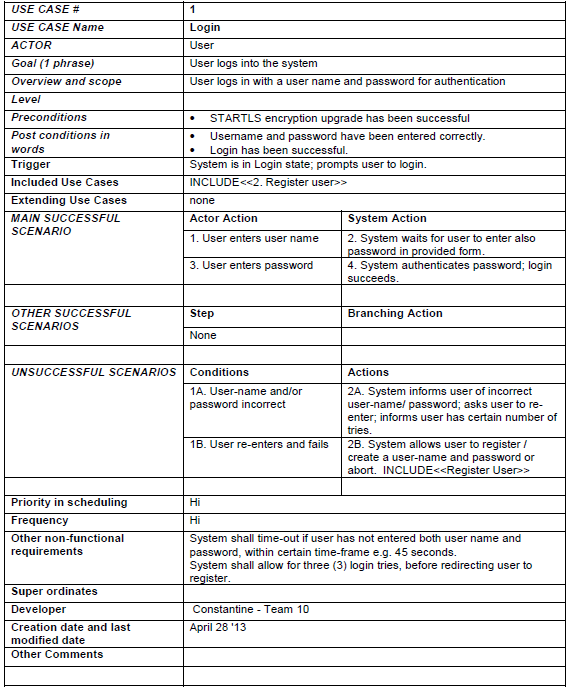 USE CASE # 1
USE CASE Name Login
ACTOR User
Goal (1 phrase) User logs into the system
Overview and scope User logs in with a user name and password for authentication
Level
Preconditions • STARTLS encryption upgrade has been successful
Post conditions in words • Username and password have been entered correctly.
• Login has been successful.
Trigger System is in Login state; prompts user to login.
Included Use Cases INCLUDE<<2. Register user>>
Extending Use Cases none
MAIN SUCCESSFUL SCENARIO
Actor Action System Action
1. User enters user name
2. System waits for user to enter also
password in provided form.
3. User enters password
4. System authenticates password; login
succeeds.
OTHER SUCCESSFUL
SCENARIOS
Step Branching Action
None
UNSUCCESSFUL SCENARIOS
Conditions Actions
1A. User-name and/or
password incorrect
2A. System informs user of incorrect
user-name/ password; asks user to re-
enter; informs user has certain number of
tries.
1B. User re-enters and fails
2B. System allows user to register /
create a user-name and password or
abort. INCLUDE<<Register User>>
Priority in scheduling Hi
Frequency Hi
Other non-functional
requirements
System shall time-out if user has not entered both user name and
password, within certain time-frame e.g. 45 seconds.
System shall allow for three (3) login tries, before redirecting user to
register.
Super ordinates
Developer Constantine - Team 10
Creation date and last
modified date
April 28 '13
Other Comments